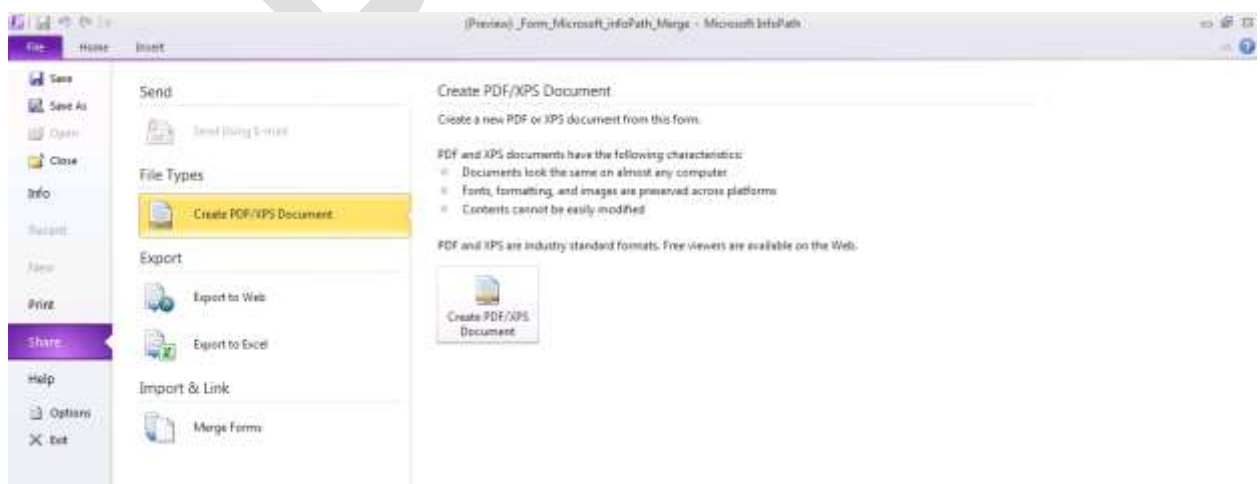 (Preview) _Form_Microsoft_infoPath_Merge - Microsoft InfoPath
File Home Insert
Save
Save As
Open
Close
Info
Recent
New
Print
Share
Help
Options
Exit
Send
Send Using E-mail
File Types
Create PDF/XPS Document
Export
Export to Web
Export to Excel
Import & Link
Merge Forms
Create PDF/XPS Document
Create a new PDF or XPS document from this form.
PDF and XPS documents have the following characteristics:
Documents look the same on almost any computer
Fonts, formatting, and images are preserved across platforms
Contents cannot be easily modified
PDF and XPS are industry standard formats. Free viewers are available on the Web.
Create PDF/XPS
Document